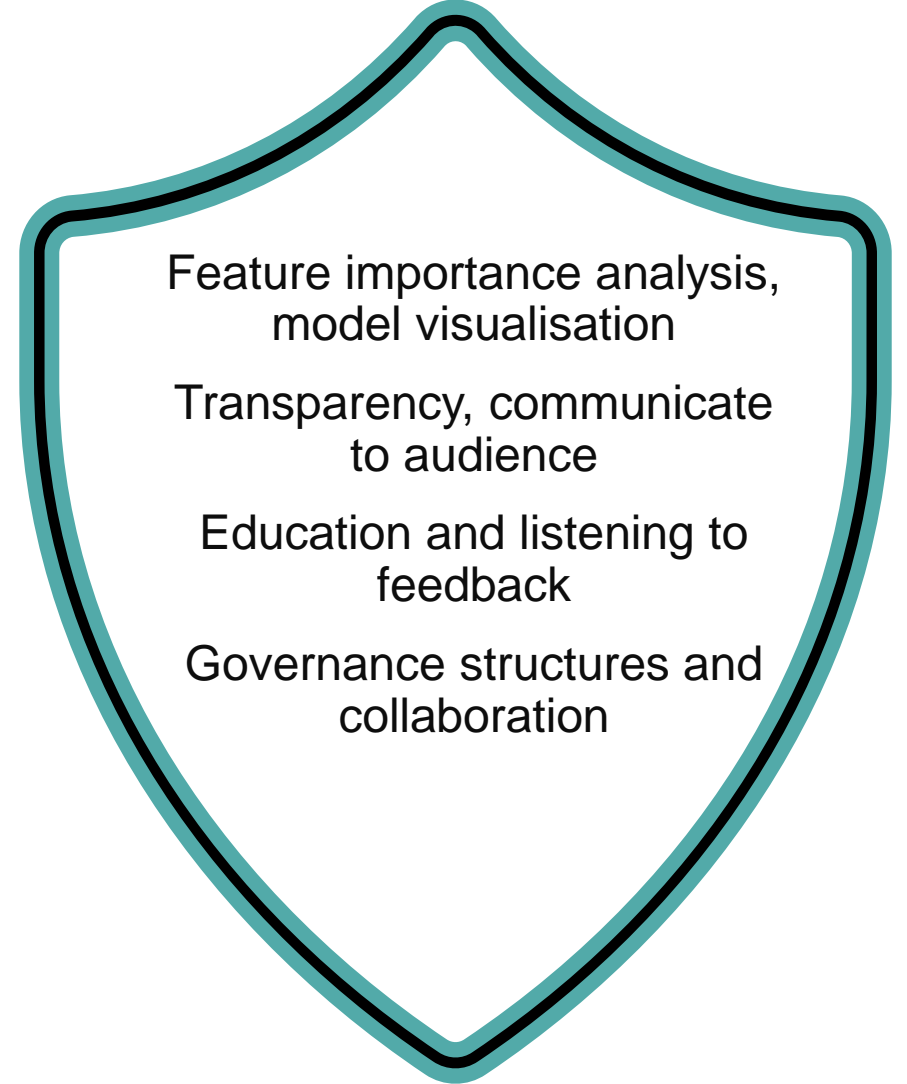 Feature importance analysis,
model visualisation
Transparency, communicate
to audience
Education and listening to
feedback
Governance structures and
collaboration